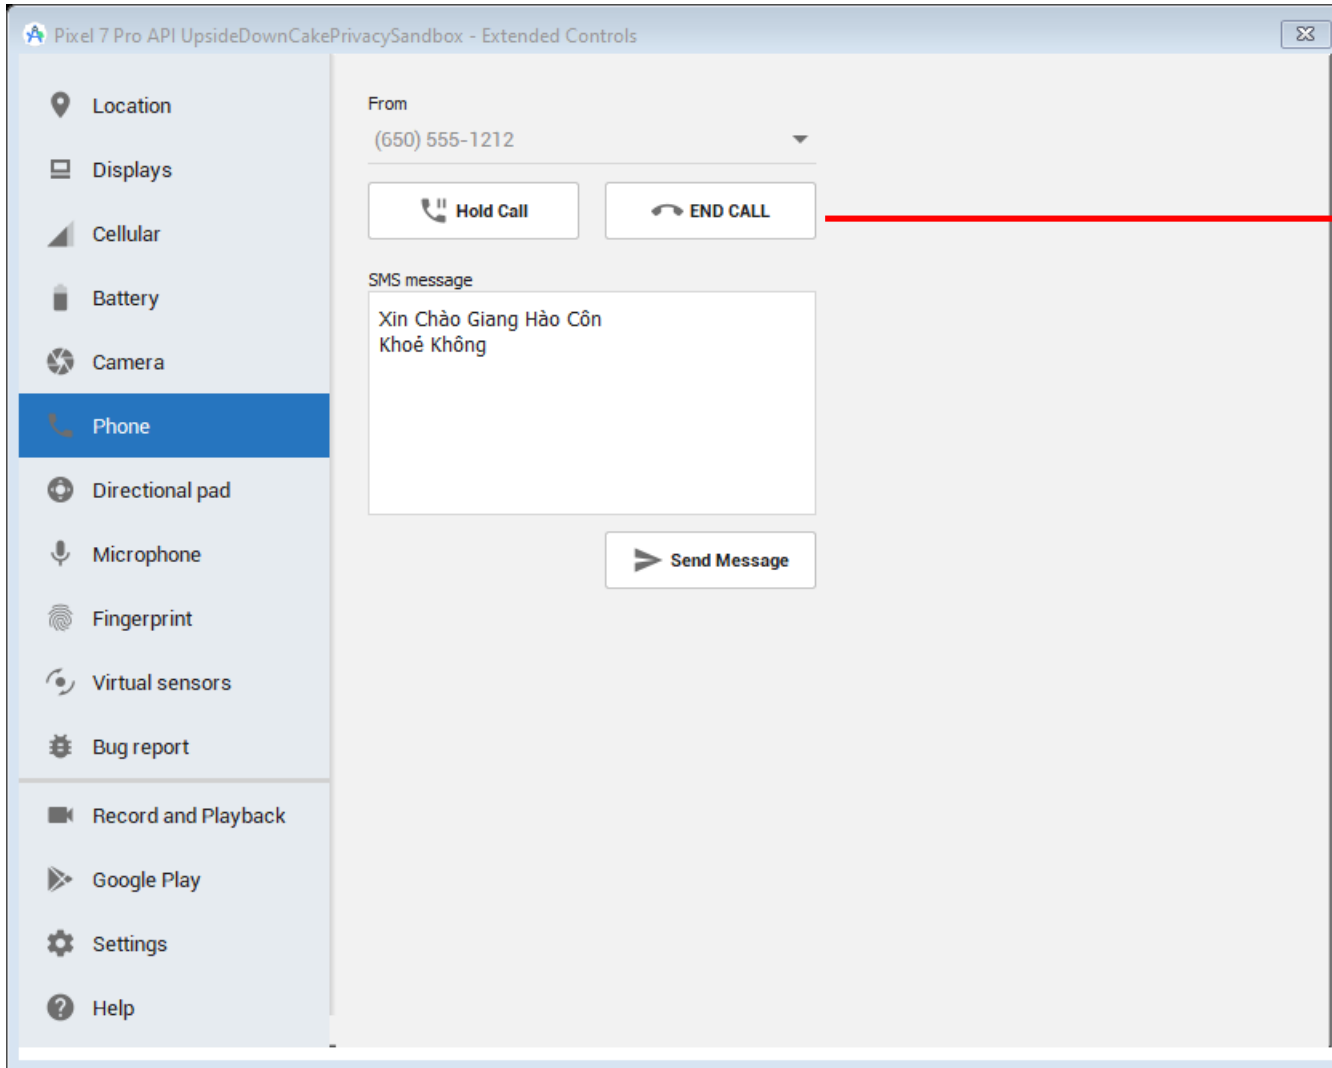 Pixel 7 Pro API UpsideDownCakePrivacySandbox - Extended Controls
Location
Displays
Cellular
Battery
Camera
Phone
Directional pad
Microphone
Fingerprint
Virtual sensors
Bug report
Record and Playback
Google Play
Settings
Help
From
(650) 555-1212
Hold Call
END CALL
SMS message
Xin Chào Giang Hào Côn
Khoẻ Không
Send Message